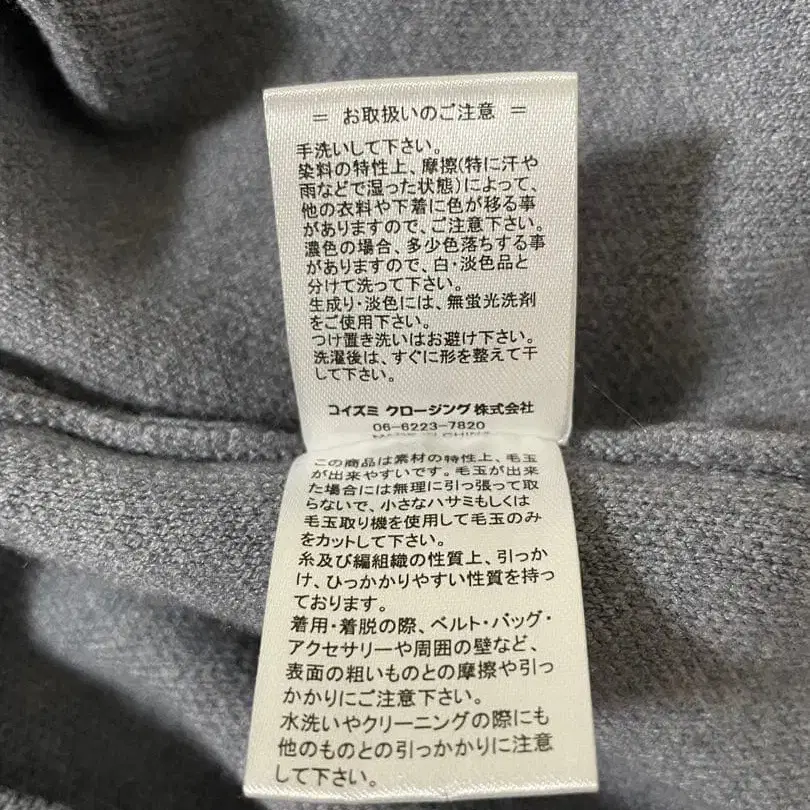 = お取扱いのご注意 =
手洗いして下さい。
染料の特性上、摩擦(特に汗や
雨などで湿った状態)によって、
他の衣料や下着に色が移る事
がありますので、ご注意下さい。
濃色の場合、多少色落ちする事
がありますので、白・淡色品と
分けて洗って下さい。
生成り・淡色には、無蛍光洗剤
をご使用下さい。
つけ置き洗いはお避け下さい。
洗濯後は、すぐに形を整えて干
して下さい。
コイズミ クロージング株式会社
06-6223-7820
MADE IN CHINA
この商品は素材の特性上、毛玉
が出来やすいです。毛玉が出来
た場合には無理に引っ張って取
らないで、小さなハサミもしくは
毛玉取り機を使用して毛玉のみ
をカットして下さい。
糸及び編組織の性質上、引っか
け、ひっかかりやすい性質を持っ
ております。
着用・着脱の際、ベルト・バッグ・
アクセサリーや周囲の壁など、
表面の粗いものとの摩擦や引っ
かかりにご注意下さい。
水洗いやクリーニングの際にも
他のものとの引っかかりに注意
して下さい。